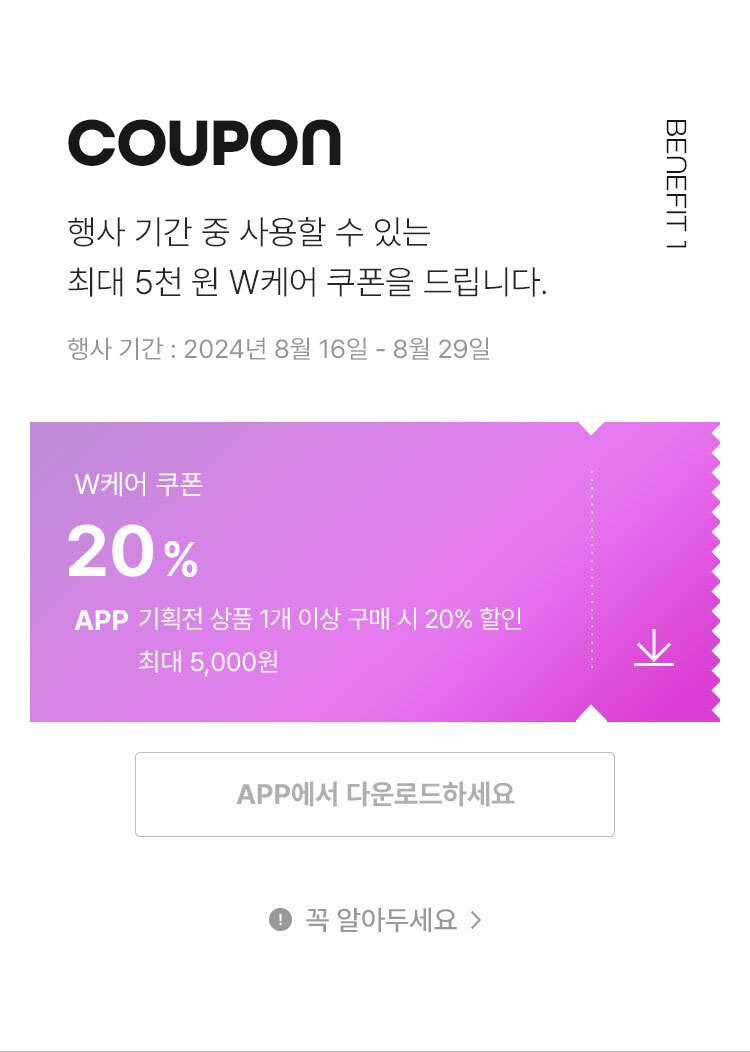 COUPON
BENEFIT 1
행사 기간 중 사용할 수 있는
최대 5천 원 W케어 쿠폰을 드립니다.
행사 기간 : 2024년 8월 16일 - 8월 29일
W케어 쿠폰
20%
APP 기획전 상품 1개 이상 구매 시 20% 할인
최대 5,000원
APP에서 다운로드하세요
! 꼭 알아두세요 >